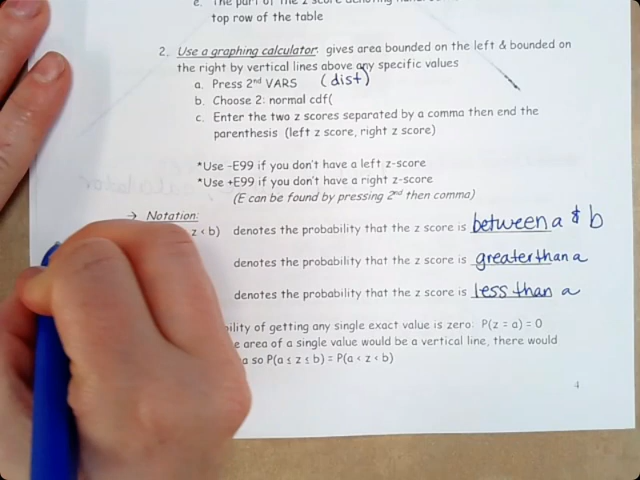 top row of the table
2. Use a graphing calculator: gives area bounded on the left & bounded on
the right by vertical lines above any specific values
a. Press 2nd VARS (dist)
b. Choose 2: normal cdf(
c. Enter the two z scores separated by a comma then end the
parenthesis (left z score, right z score)
*Use -E99 if you don't have a left z-score
*Use +E99 if you don't have a right z-score
(E can be found by pressing 2nd then comma)
→ Notation:
z < b) denotes the probability that the z score is between a & b
denotes the probability that the z score is greater than a
denotes the probability that the z score is less than a
of getting any single exact value is zero: P(z = a) = 0
area of a single value would be a vertical line, there would
a so P(a ≤ z ≤ b) = P(a < z < b)
4